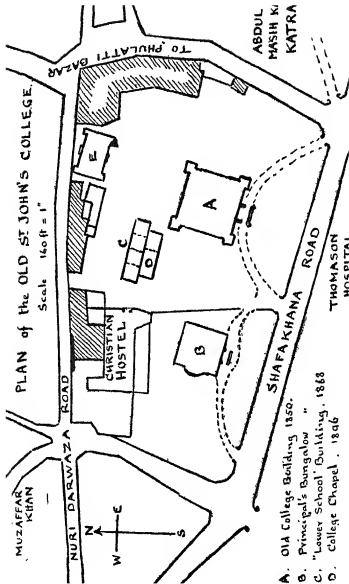 PLAN of the OLD ST JOHN'S COLLEGE.
Scale 160 ft = 1"
MUZAFFAR
KHAN
NURI DARWAZA ROAD
TO PHULATTI BAZAR
ABDUL
MASIH
KATRA
N
W
E
S
CHRISTIAN
HOSTEL
E
C
D
A
B
SHAFAKHANA ROAD
THOMASON
HOSPITAL
A. Old College Building 1850.
B. Principal's Bungalow "
C. "Lower School" Building. 1868
D. College Chapel. 1896